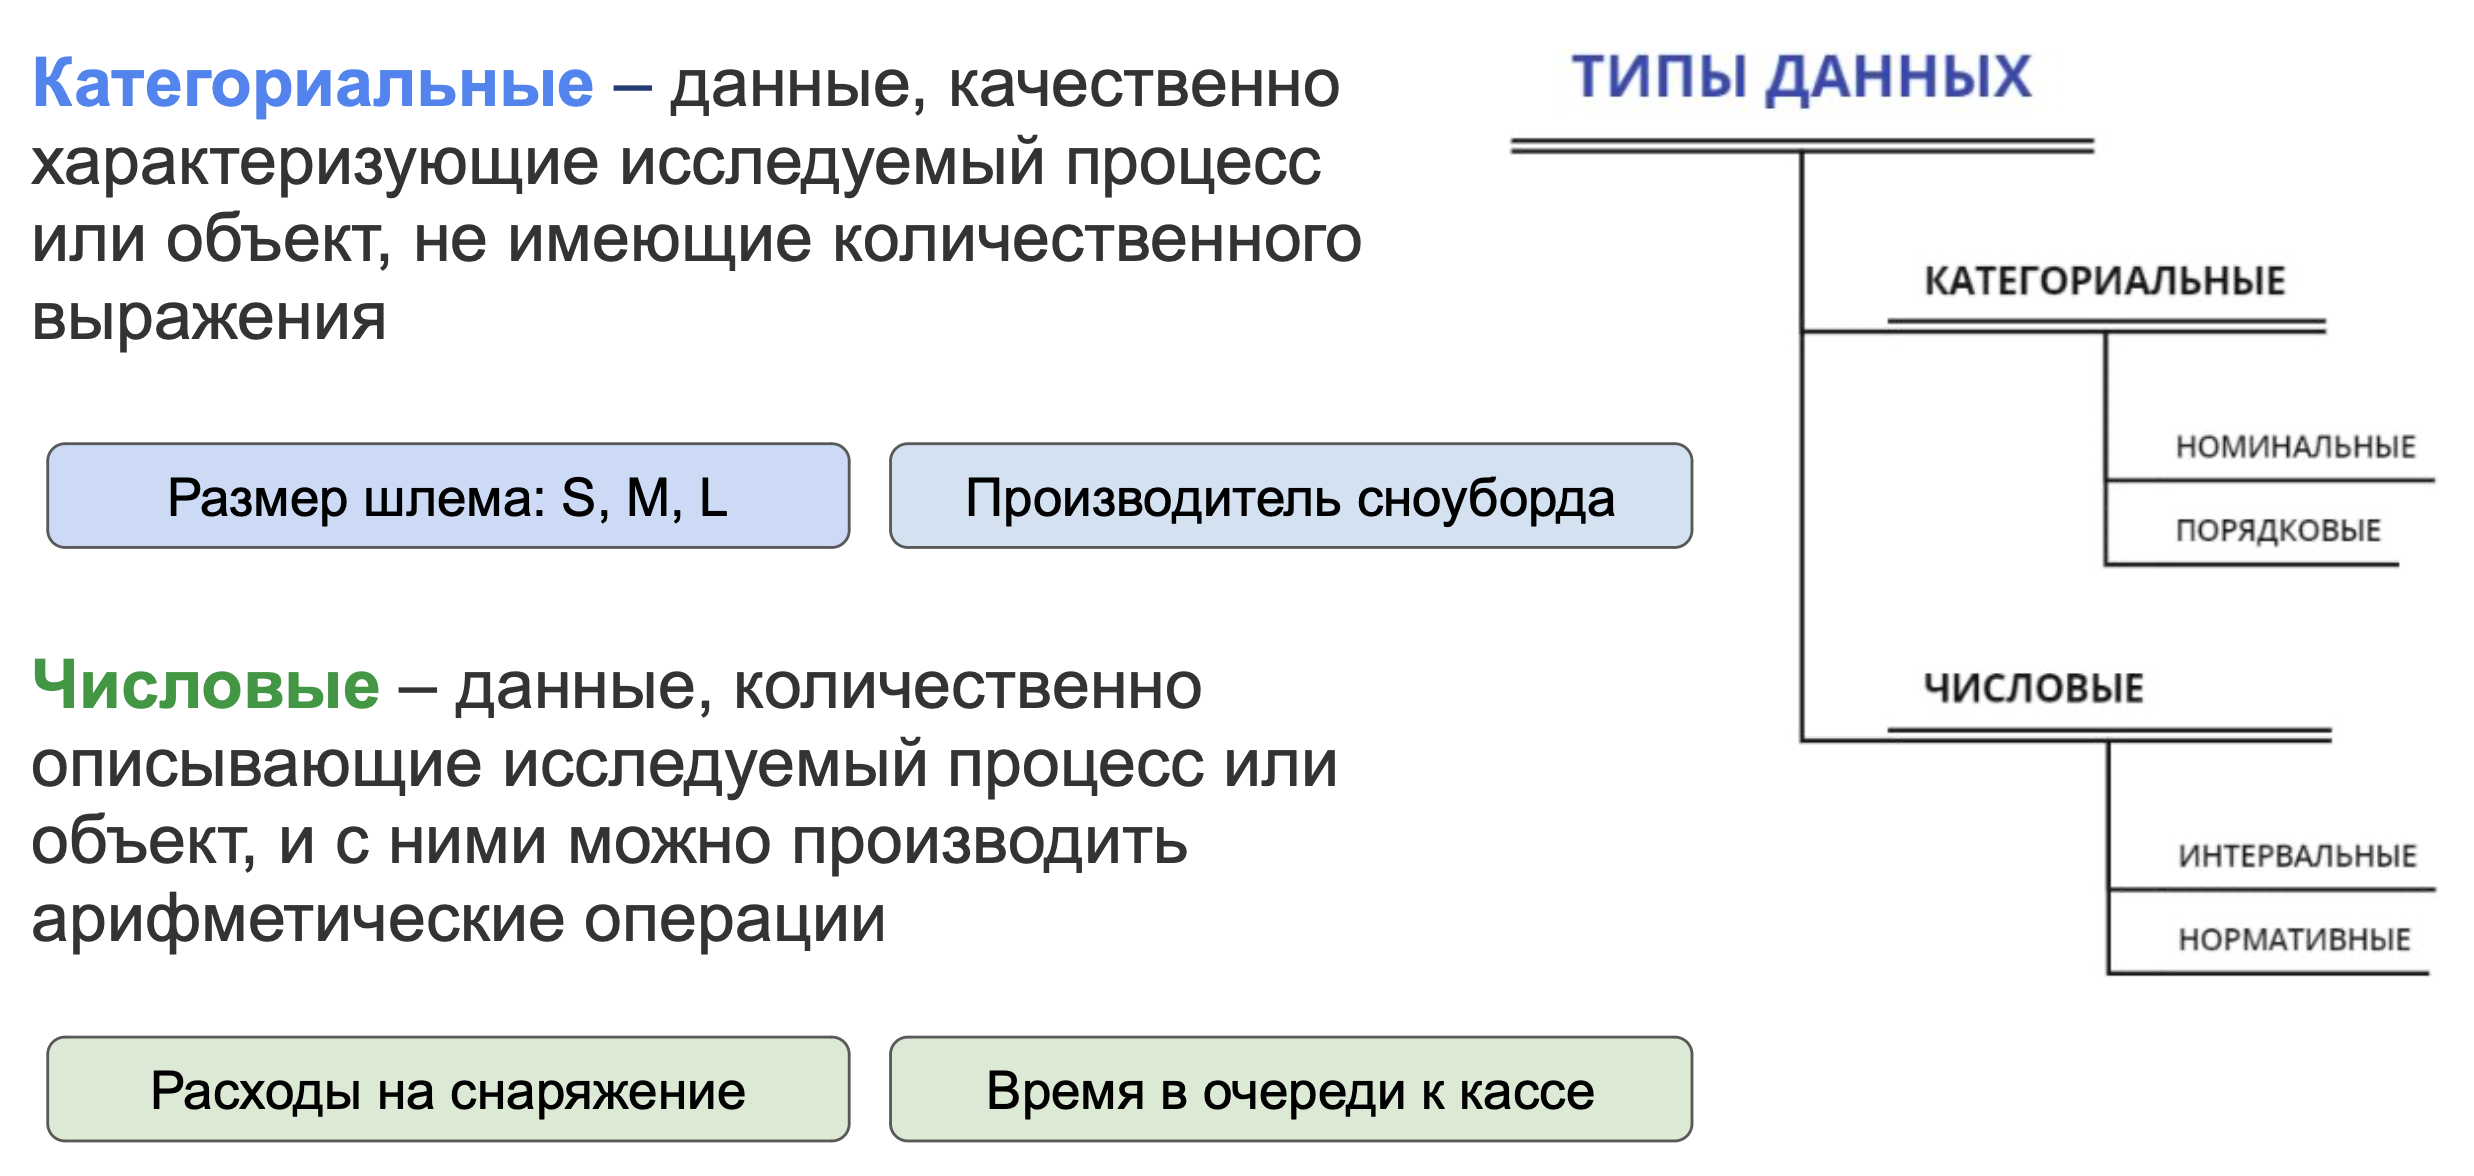 Категориальные – данные, качественно
характеризующие исследуемый процесс
или объект, не имеющие количественного
выражения
Размер шлема: S, M, L
Производитель сноуборда
Числовые – данные, количественно
описывающие исследуемый процесс или
объект, и с ними можно производить
арифметические операции
Расходы на снаряжение
Время в очереди к кассе
ТИПЫ ДАННЫХ
КАТЕГОРИАЛЬНЫЕ
НОМИНАЛЬНЫЕ
ПОРЯДКОВЫЕ
ЧИСЛОВЫЕ
ИНТЕРВАЛЬНЫЕ
НОРМАТИВНЫЕ